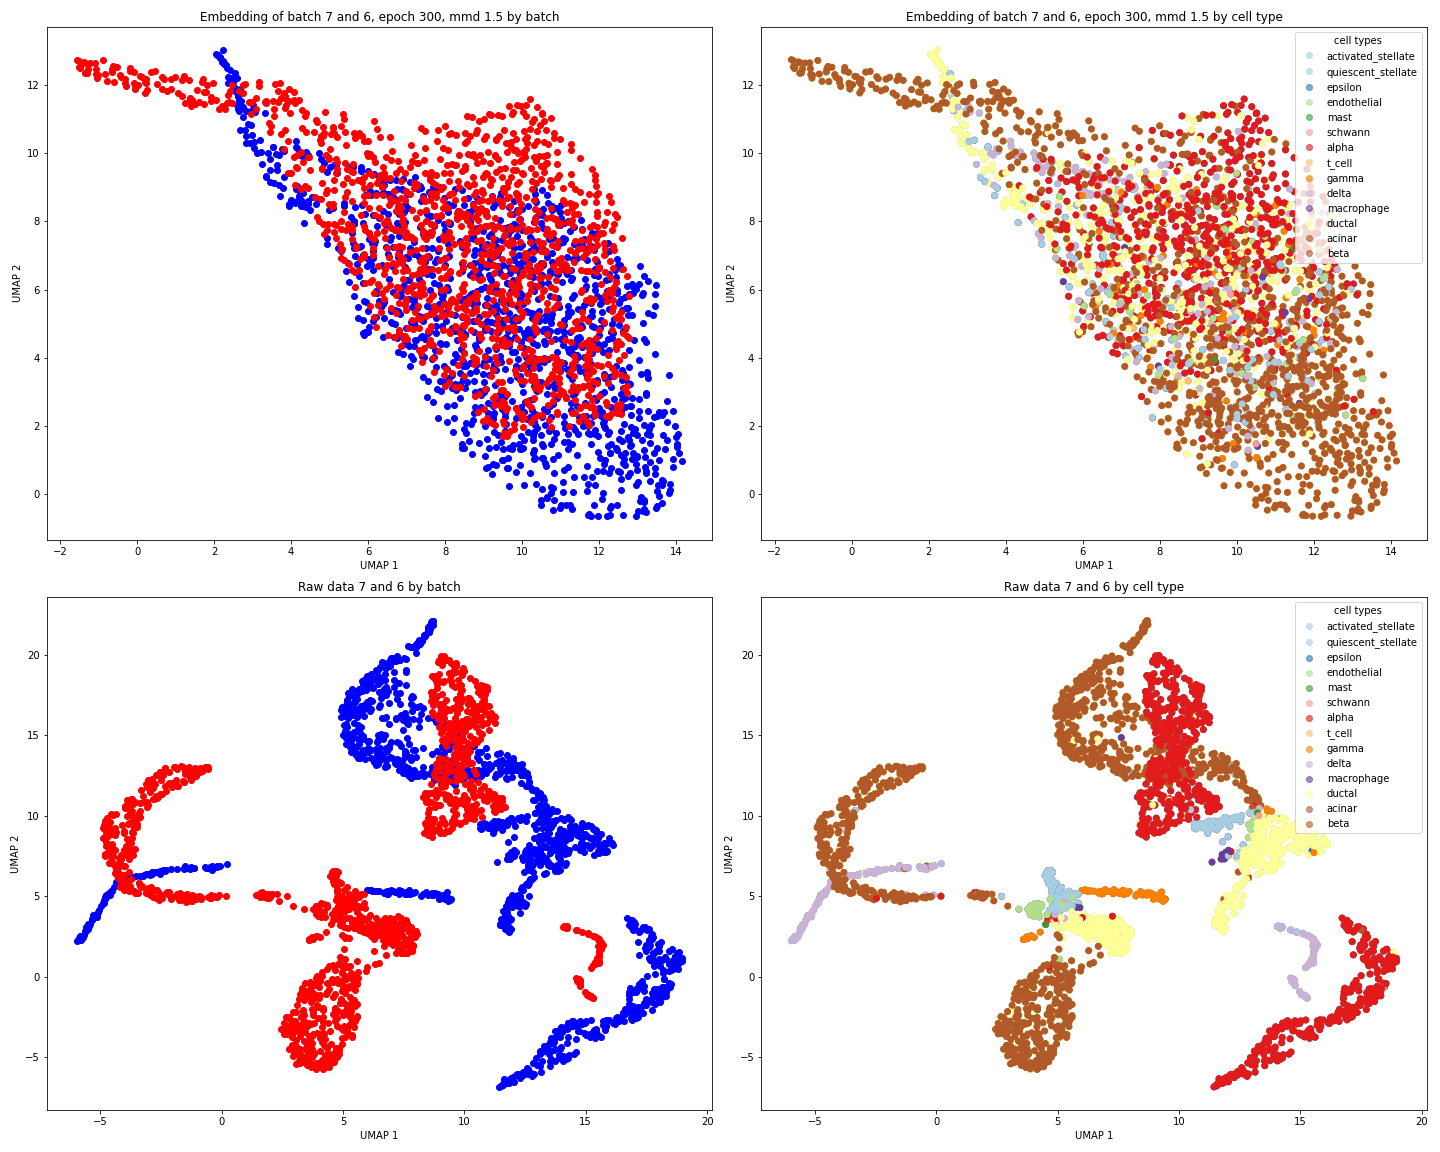 Embedding of batch 7 and 6, epoch 300, mmd 1.5 by batch
UMAP 2
12
10
8
6
4
2
0
−2
0
2
4
6
8
10
12
14
UMAP 1
Embedding of batch 7 and 6, epoch 300, mmd 1.5 by cell type
UMAP 2
12
10
8
6
4
2
0
−2
0
2
4
6
8
10
12
14
UMAP 1
cell types
activated_stellate
quiescent_stellate
epsilon
endothelial
mast
schwann
alpha
t_cell
gamma
delta
macrophage
ductal
acinar
beta
Raw data 7 and 6 by batch
UMAP 2
20
15
10
5
0
−5
−5
0
5
10
15
20
UMAP 1
Raw data 7 and 6 by cell type
UMAP 2
20
15
10
5
0
−5
−5
0
5
10
15
20
UMAP 1
cell types
activated_stellate
quiescent_stellate
epsilon
endothelial
mast
schwann
alpha
t_cell
gamma
delta
macrophage
ductal
acinar
beta